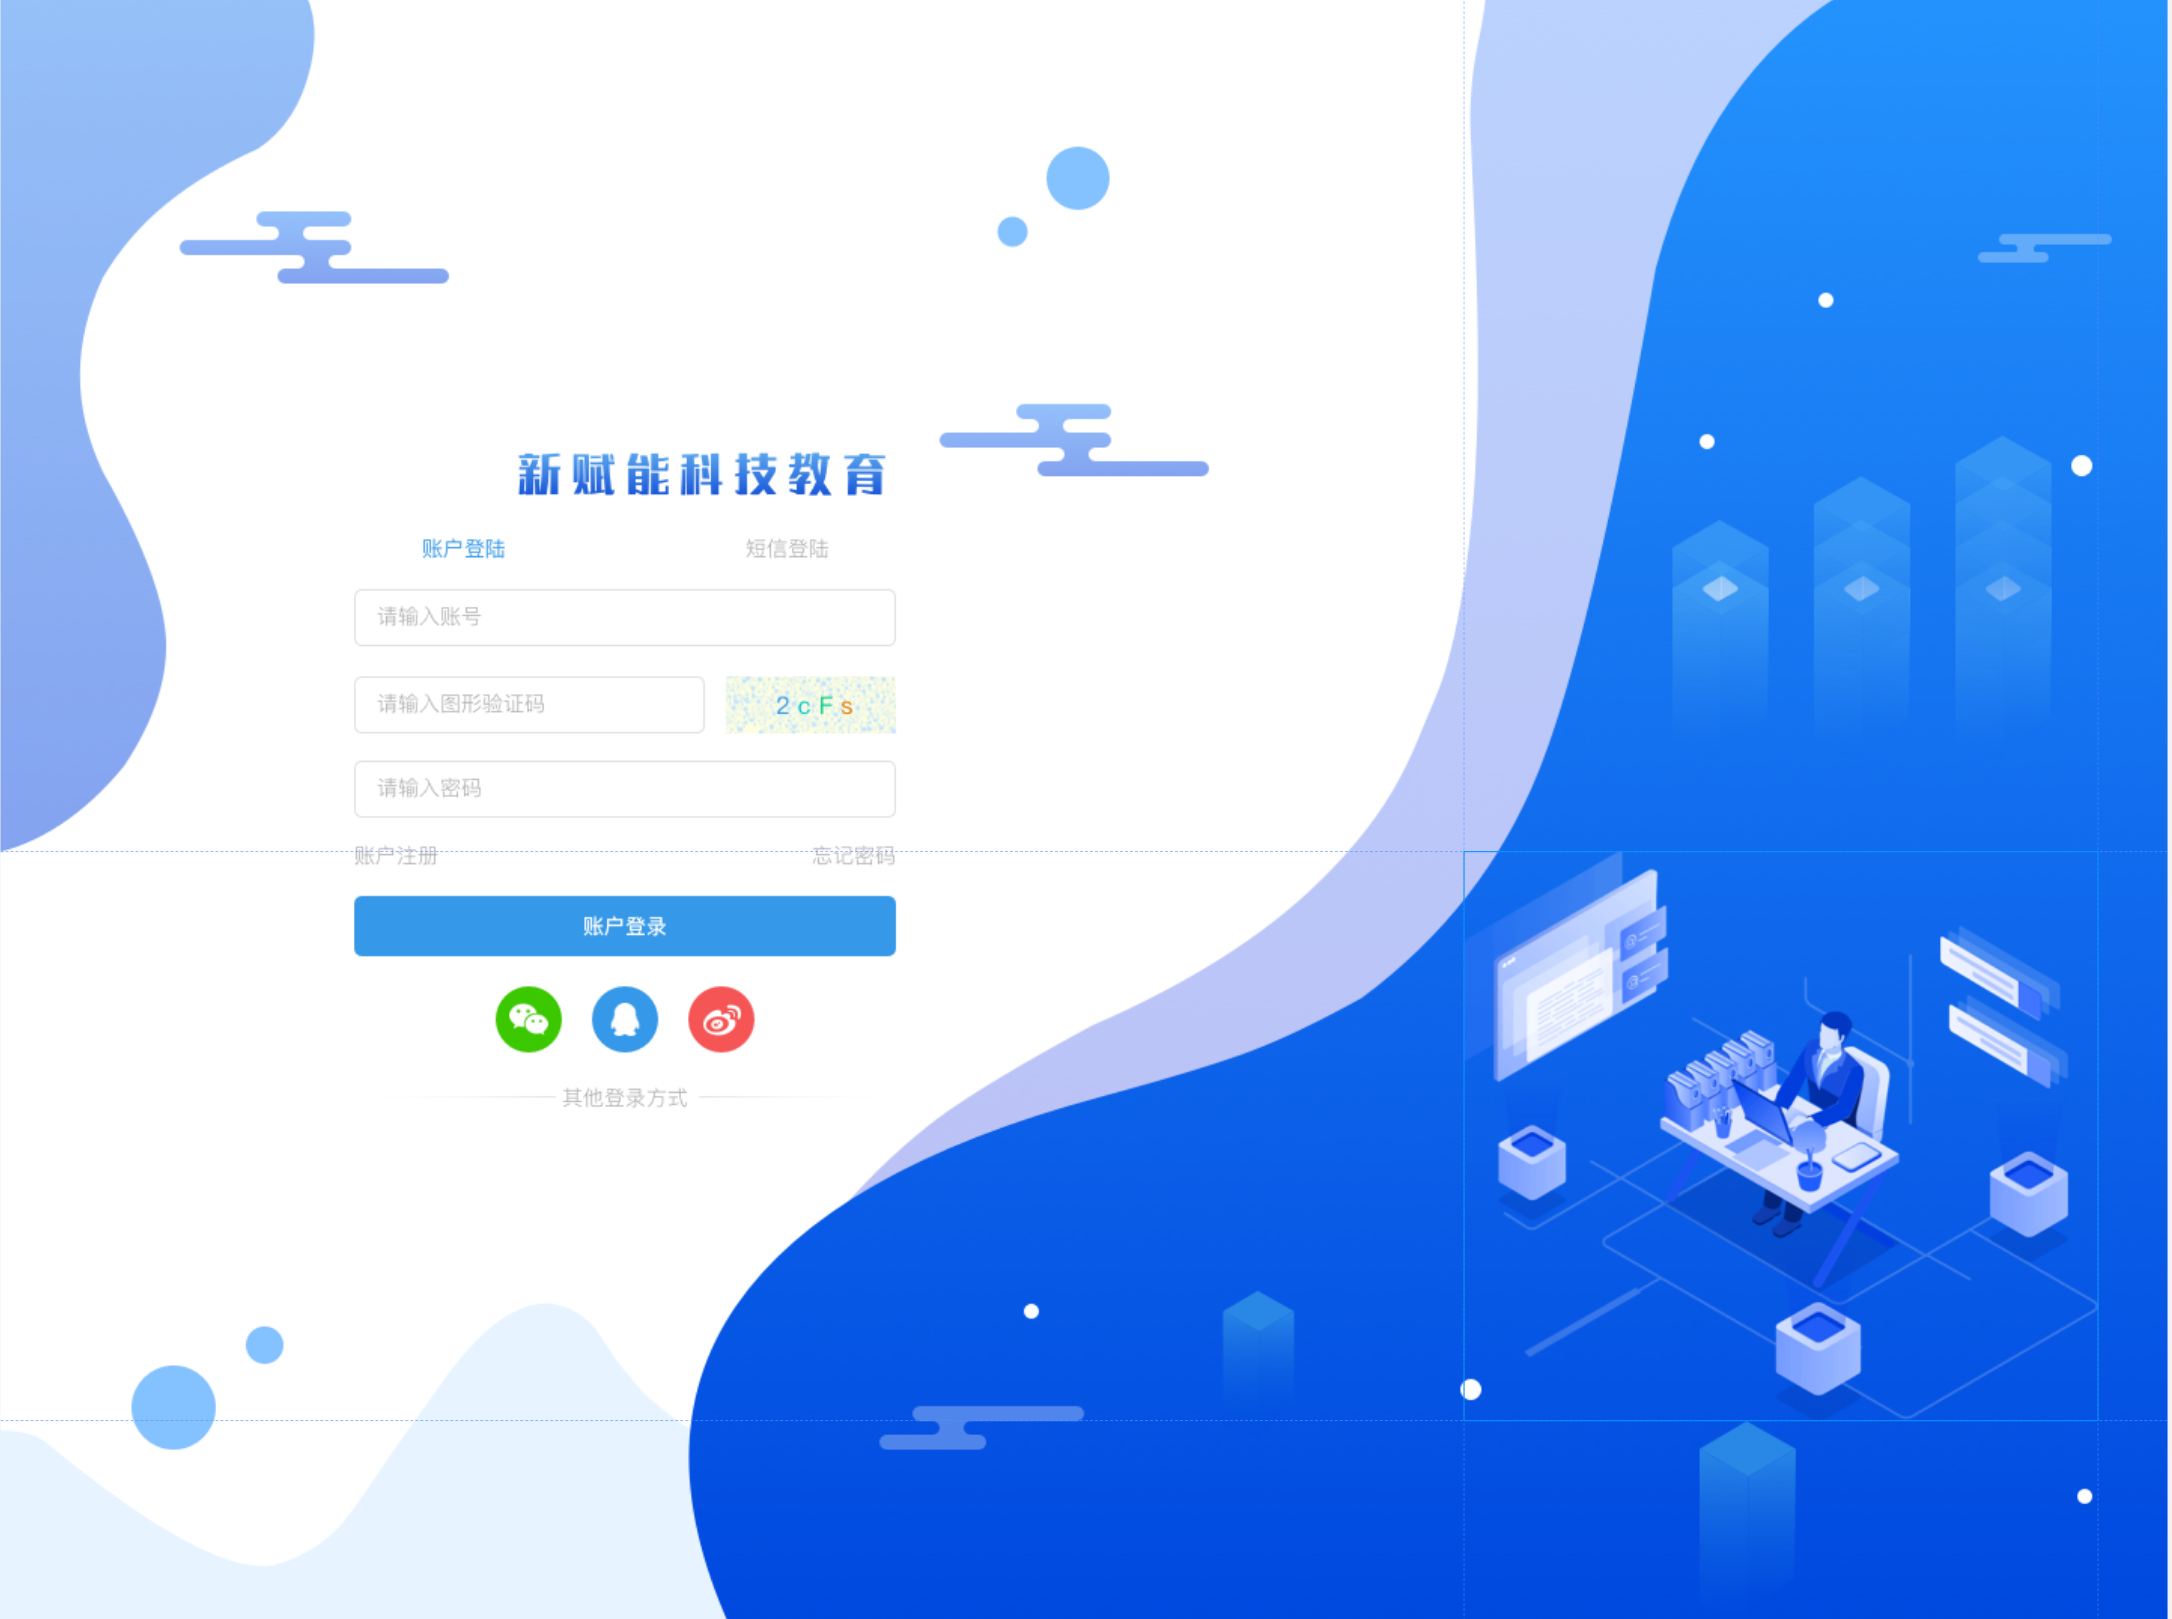 新赋能科技教育
账户登陆 短信登陆
请输入账号
请输入图形验证码 2cFs
请输入密码
账户注册 忘记密码
账户登录
其他登录方式